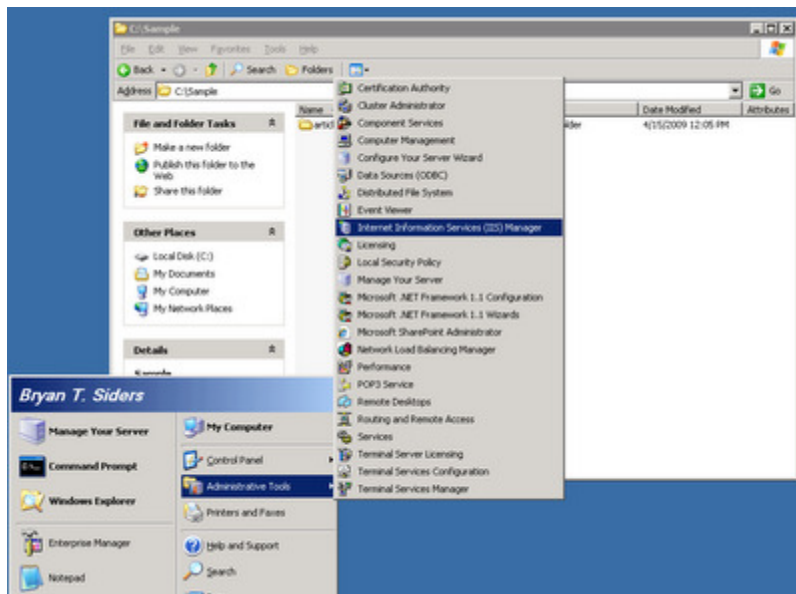 C:\Sample
File Edit View Favorites Tools Help
Back Search Folders
Address C:\Sample Go
Name Date Modified Attributes
File and Folder Tasks
Make a new folder
Publish this folder to the
Web
Share this folder
4/15/2009 12:05 PM
Other Places
Local Disk (C:)
My Documents
My Computer
My Network Places
Details
Sample
Certification Authority
Cluster Administrator
Component Services
Computer Management
Configure Your Server Wizard
Data Sources (ODBC)
Distributed File System
Event Viewer
Internet Information Services (IIS) Manager
Licensing
Local Security Policy
Manage Your Server
Microsoft .NET Framework 1.1 Configuration
Microsoft .NET Framework 1.1 Wizards
Microsoft SharePoint Administrator
Network Load Balancing Manager
Performance
POP3 Service
Remote Desktops
Routing and Remote Access
Services
Terminal Server Licensing
Terminal Services Configuration
Terminal Services Manager
Bryan T. Siders
Manage Your Server
Command Prompt
Windows Explorer
Enterprise Manager
Notepad
My Computer
Control Panel
Administrative Tools
Printers and Faxes
Help and Support
Search